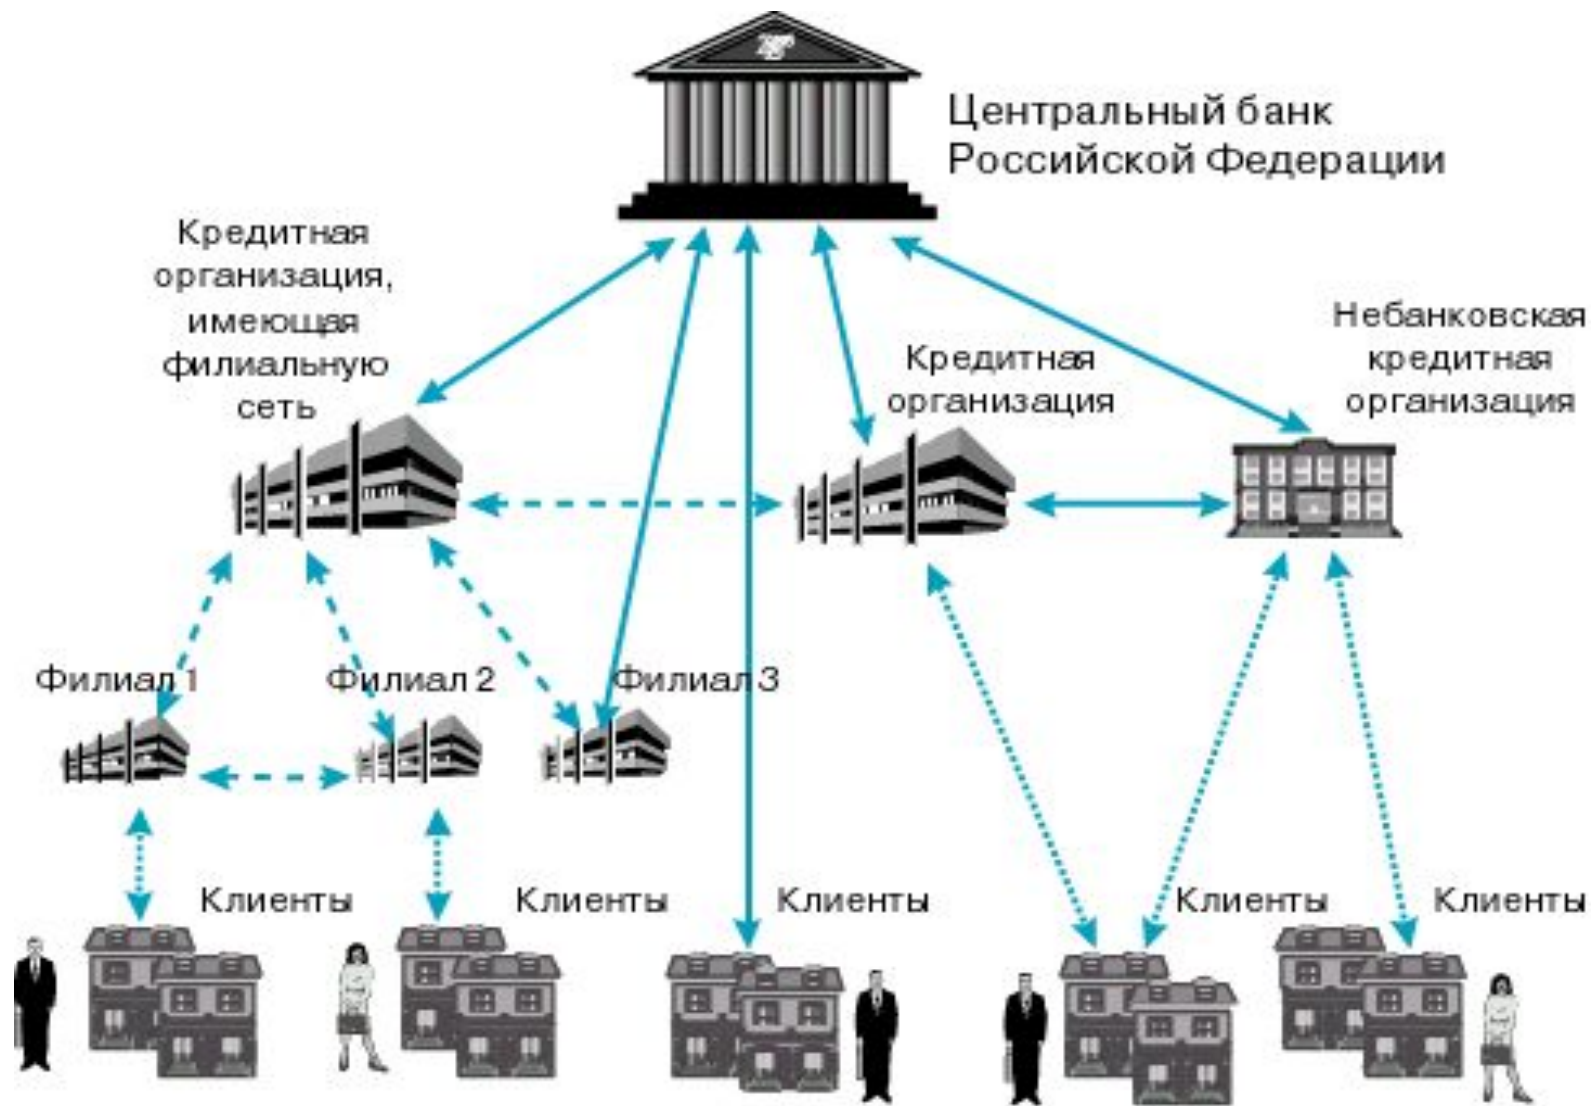 Центральный банк
Российской Федерации
Кредитная
организация,
имеющая
филиальную
сеть
Кредитная
организация
Небанковская
кредитная
организация
Филиал 1
Филиал 2
Филиал 3
Клиенты
Клиенты
Клиенты
Клиенты
Клиенты